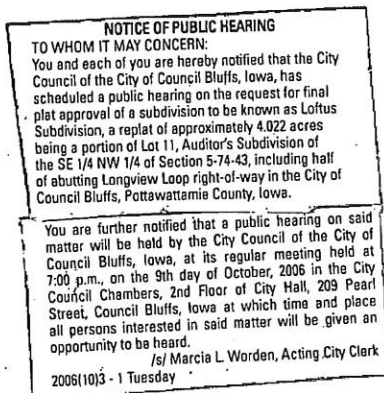 NOTICE OF PUBLIC HEARING
TO WHOM IT MAY CONCERN:
You and each of you are hereby notified that the City
Council of the City of Council Bluffs, Iowa, has
scheduled a public hearing on the request for final
plat approval of a subdivision to be known as Loftus
Subdivision, a replat of approximately 4.022 acres
being a portion of Lot 11, Auditor's Subdivision of
the SE 1/4 NW 1/4 of Section 5-74-43, including half
of abutting Longview Loop right-of-way in the City of
Council Bluffs, Pottawattamie County, Iowa.
You are further notified that a public hearing on said
matter will be held by the City Council of the City of
Council Bluffs, Iowa, at its regular meeting held at
7:00 p.m., on the 9th day of October, 2006 in the City
Council Chambers, 2nd Floor of City Hall, 209 Pearl
Street, Council Bluffs, Iowa at which time and place
all persons interested in said matter will be given an
opportunity to be heard.
/s/ Marcia L. Worden, Acting City Clerk
2006(10)3 - 1 Tuesday